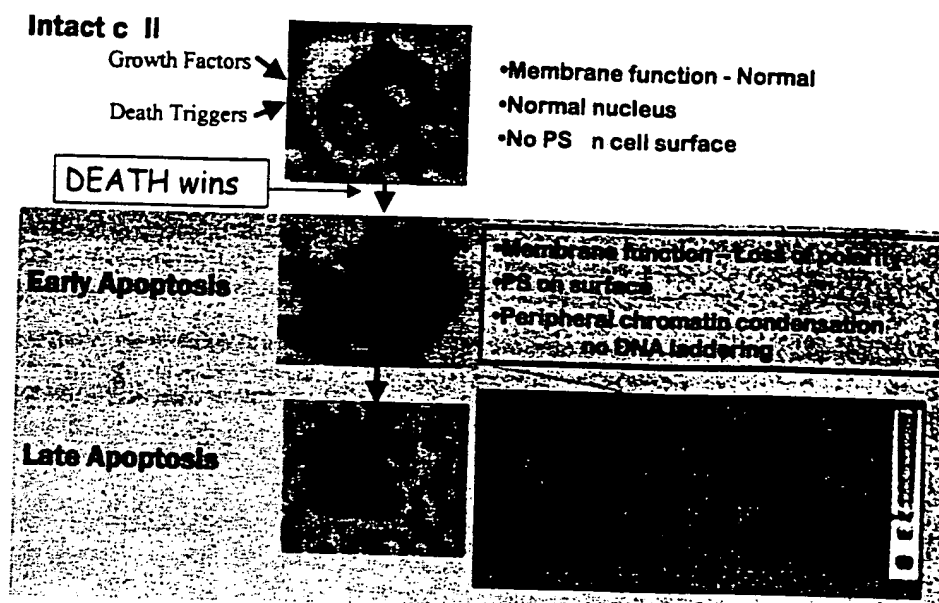 Intact c ll
Growth Factors
Death Triggers
•Membrane function - Normal
•Normal nucleus
•No PS n cell surface
DEATH wins
Early Apoptosis
•Membrane function – Loss of polarity
•PS on surface
•Peripheral chromatin condensation
no DNA laddering
Late Apoptosis